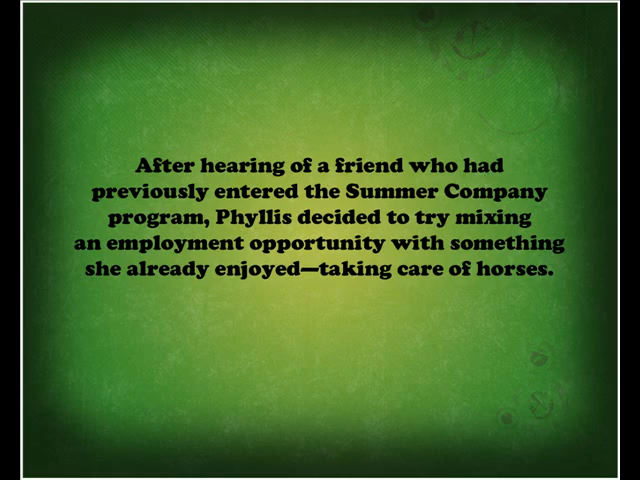 After hearing of a friend who had
previously entered the Summer Company
program, Phyllis decided to try mixing
an employment opportunity with something
she already enjoyed—taking care of horses.